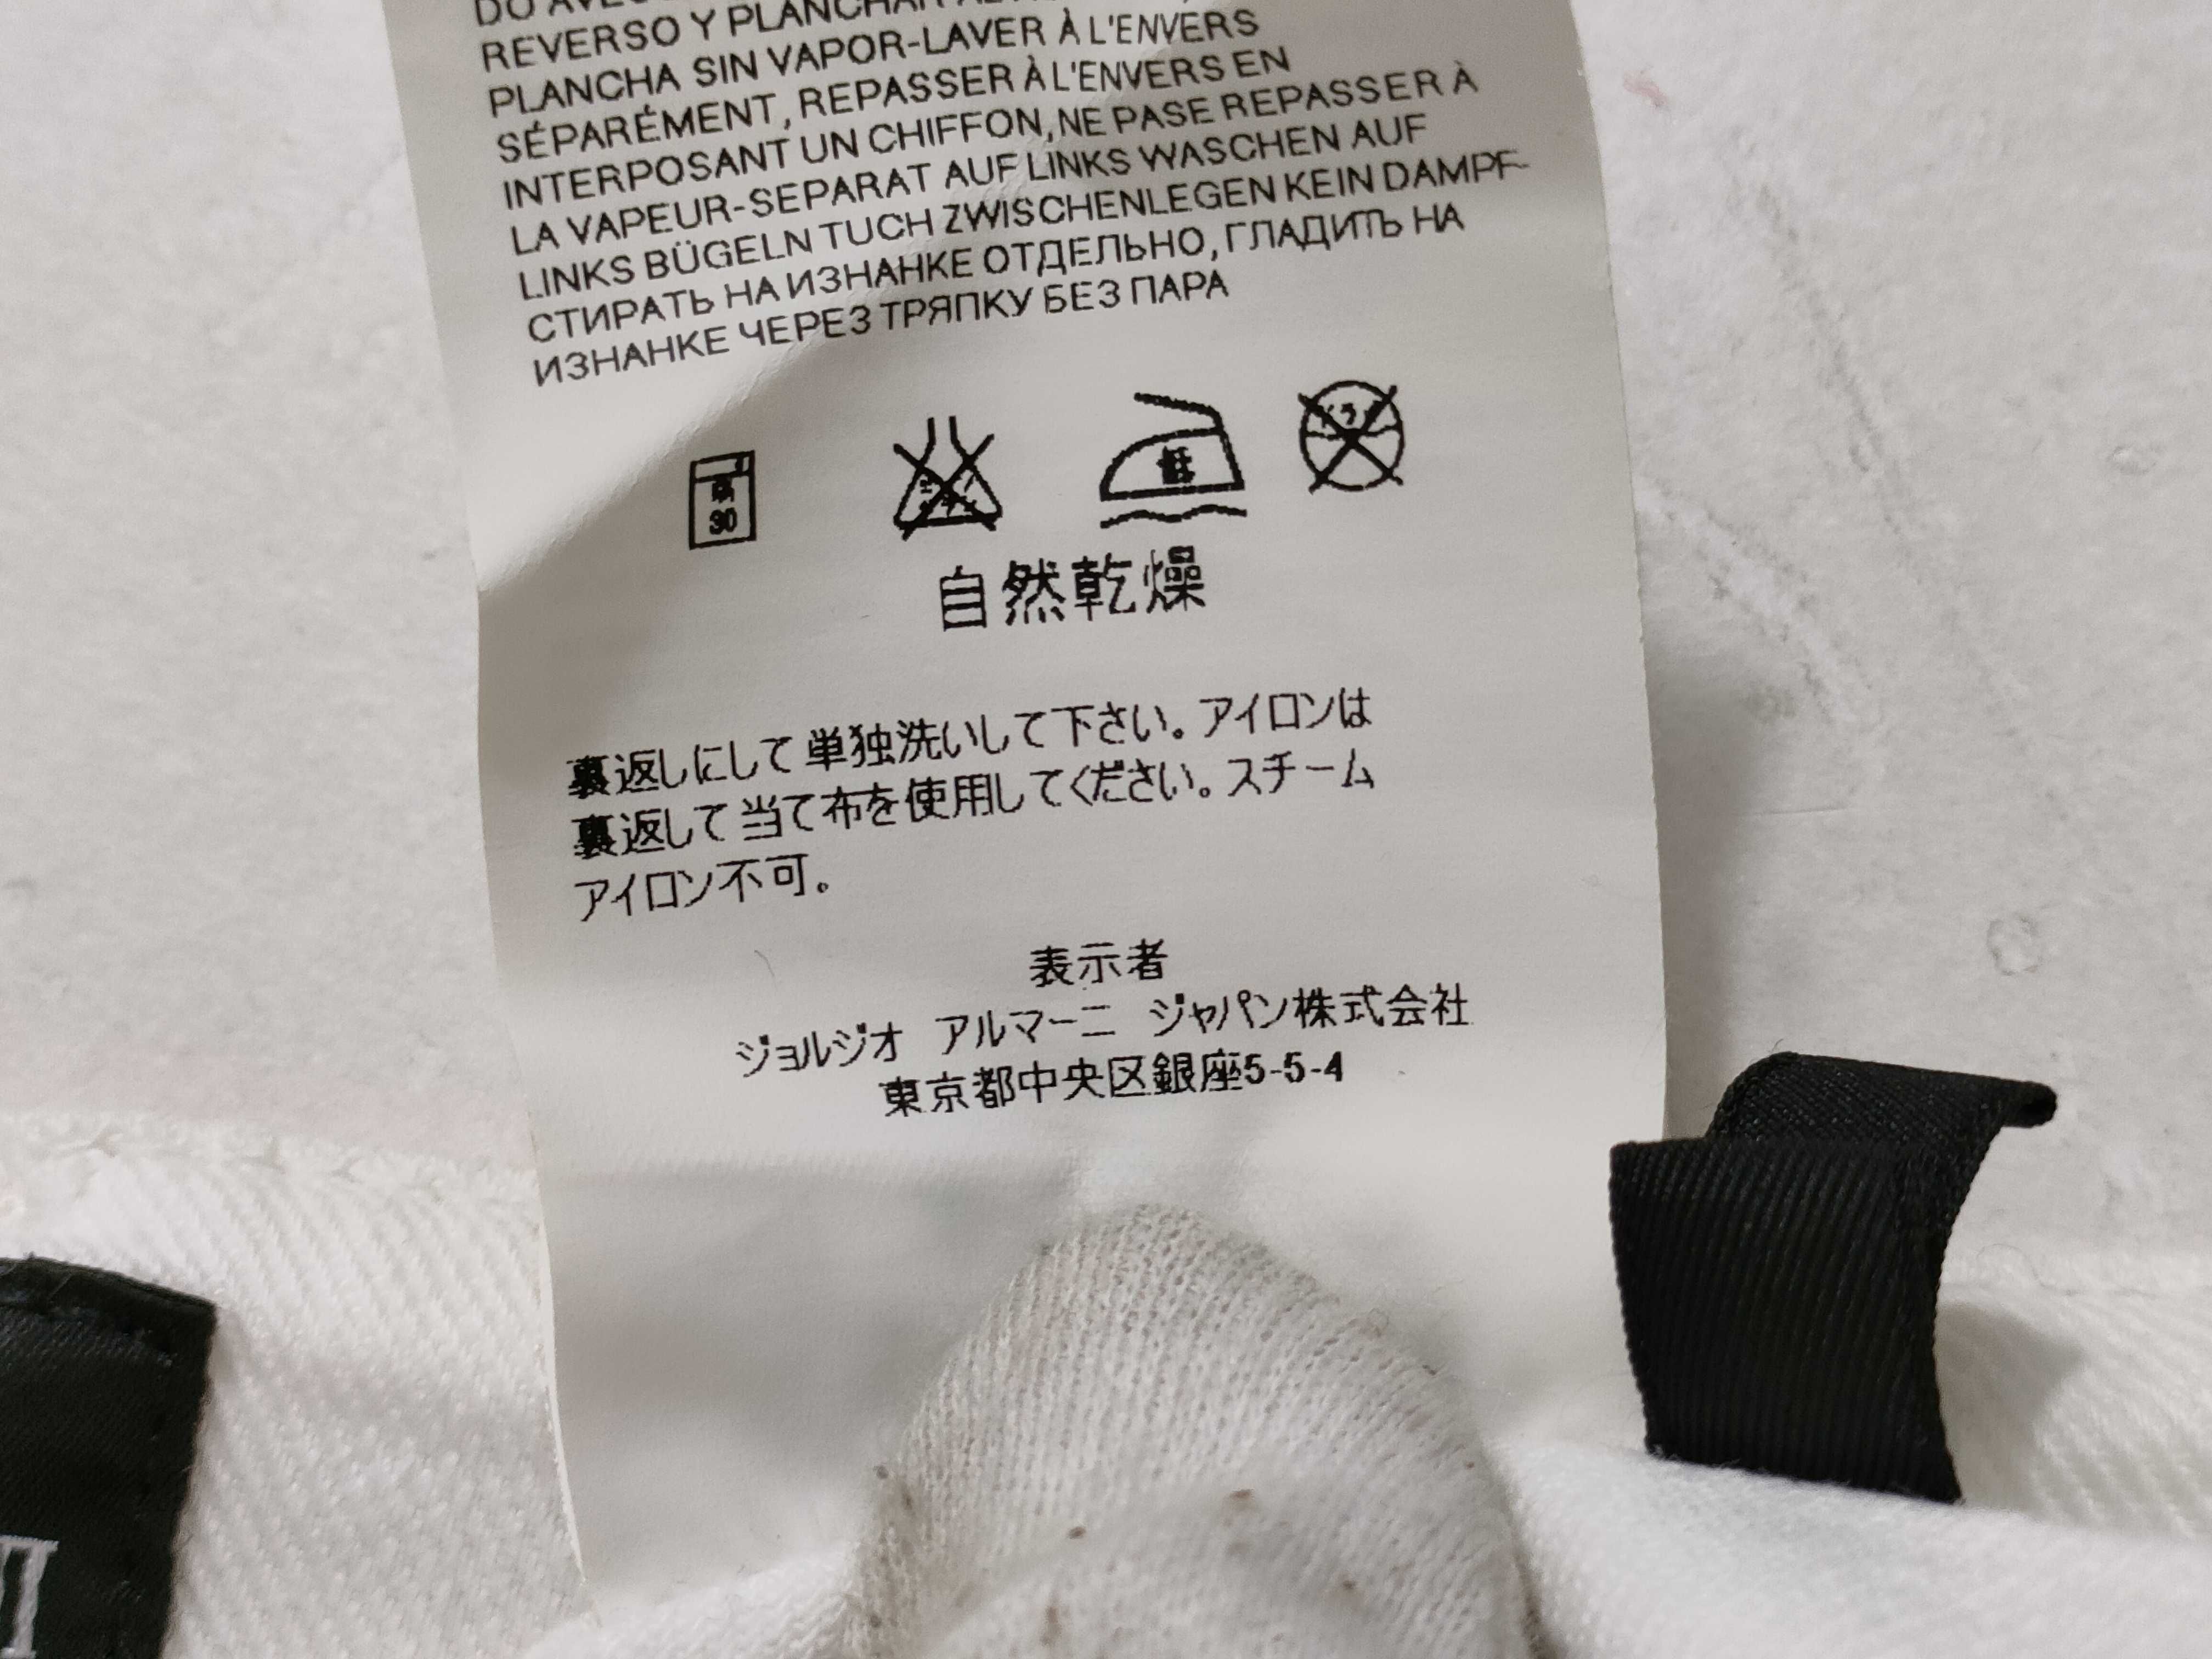 REVERSO Y PLANCHAR
PLANCHA SIN VAPOR-LAVER À L'ENVERS
SÉPARÉMENT, REPASSER À L'ENVERS EN
INTERPOSANT UN CHIFFON, NE PASE REPASSER À
LA VAPEUR-SEPARAT AUF LINKS WASCHEN AUF
LINKS BÜGELN TUCH ZWISCHENLEGEN KEIN DAMPF-
СТИРАТЬ НА ИЗНАНКЕ ОТДЕЛЬНО, ГЛАДИТЬ НА
ИЗНАНКЕ ЧЕРЕЗ ТРЯПКУ БЕЗ ПАРА
30
低
自然乾燥
裏返しにして単独洗いして下さい。アイロンは
裏返して当て布を使用してください。スチーム
アイロン不可。
表示者
ジョルジオ アルマーニ ジャパン株式会社
東京都中央区銀座5-5-4